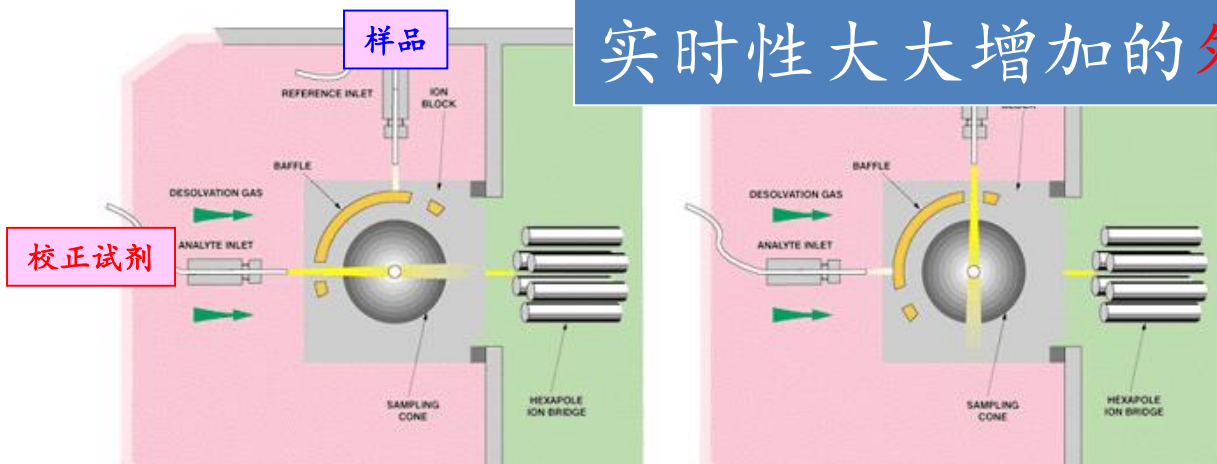 样品
实时性大大增加的
REFERENCE INLET
ION
BLOCK
BAFFLE
DESOLVATION GAS
校正试剂
ANALYTE INLET
SAMPLING
CONE
HEXAPOLE
ION BRIDGE
BAFFLE
DESOLVATION GAS
ANALYTE INLET
SAMPLING
CONE
HEXAPOLE
ION BRIDGE